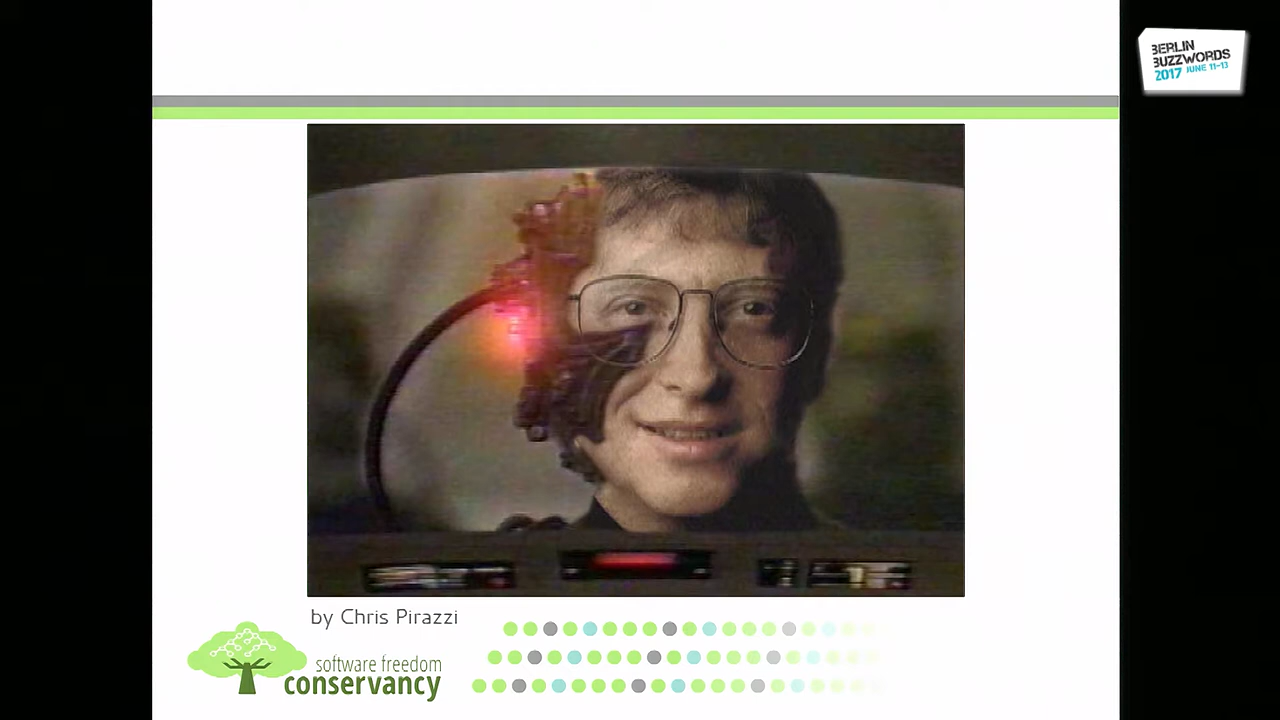 BERLIN
BUZZWORDS
2017 JUNE 11-13
by Chris Pirazzi
software freedom
conservancy